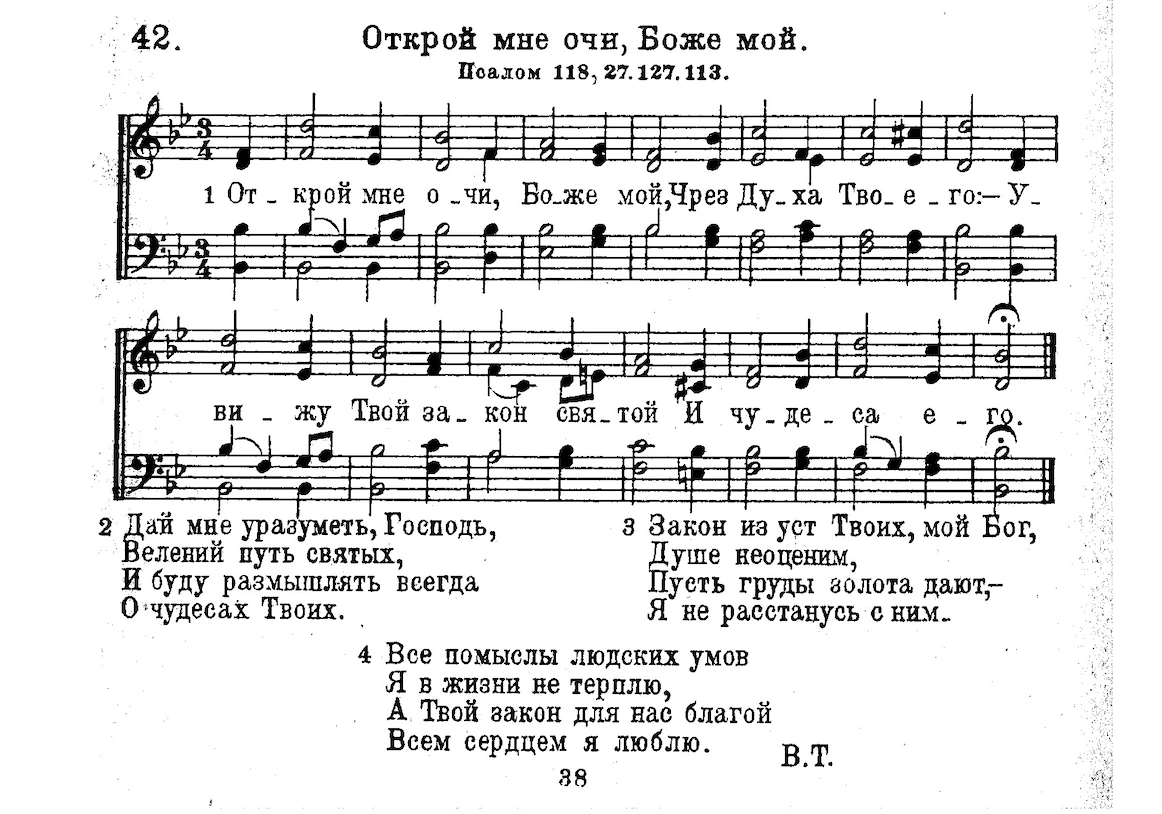 42.
Открой мне очи, Боже мой.
Псалом 118, 27. 127. 113.
1 От - крой мне о - чи, Бо-же мой, Чрез Ду-ха Тво-е - го:— У-
ви - жу Твой за - кон свя-той И чу - де - са е - го.
2 Дай мне уразуметь, Господь,
Велений путь святых,
И буду размышлять всегда
О чудесах Твоих.
3 Закон из уст Твоих, мой Бог,
Душе неоценим,
Пусть груды золота дают,—
Я не расстанусь с ним.
4 Все помыслы людских умов
Я в жизни не терплю,
А Твой закон для нас благой
Всем сердцем я люблю.
В.Т.
38